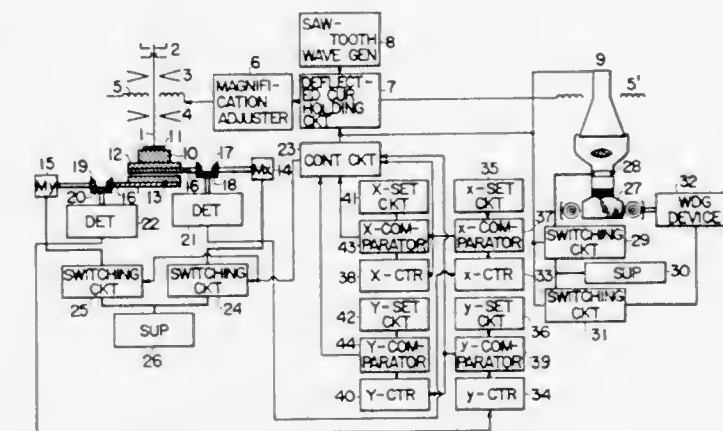 SAW-
TOOTH
WAVE GEN
8
2
3
6
9
5
MAGNIFI-
CATION
ADJUSTER
DEFLECT-
ED CUR
HOLDING
CKT
7
5'
4
1
11
12
10
23
CONT CKT
15
19
17
My
Mx
14
35
28
27
32
20
16
13
16
18
X-SET
CKT
x-SET
CKT
WDG
DEVICE
DET
22
DET
41
37
21
X-COM-
PARATOR
x-COM-
PARATOR
SWITCHING
CKT
29
43
SWITCHING
CKT
SWITCHING
CKT
38
X-CTR
x-CTR
33
SUP
30
25
24
Y-SET
CKT
y-SET
CKT
36
SWITCHING
CKT
42
31
SUP
44
Y-COM-
PARATOR
y-COM-
PARATOR
39
26
40
Y-CTR
y-CTR
34